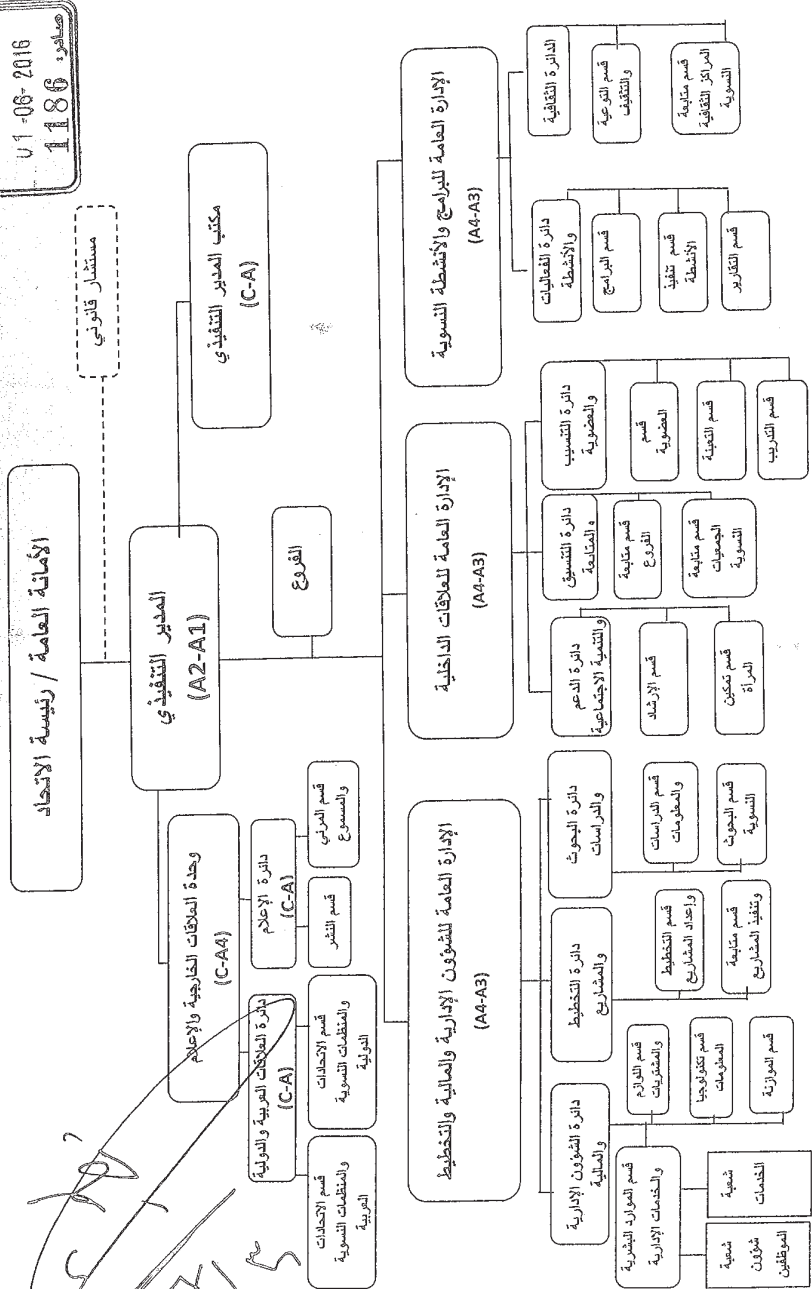 01-06-2016
صادر: 1186
الأمانة العامة / رئيسة الاتحاد
مستشار قانوني
المدير التنفيذي
(A2-A1)
مكتب المدير التنفيذي
(C-A)
وحدة العلاقات الخارجية والإعلام
(C-A4)
الفروع
دائرة الإعلام
(C-A)
قسم المرئي
والمسموع
قسم النشر
دائرة العلاقات العربية والدولية
(C-A)
قسم الاتحادات
والمنظمات النسوية
الدولية
قسم الاتحادات
والمنظمات النسوية
العربية
الإدارة العامة للبرامج والأنشطة النسوية
(A4-A3)
الدائرة الثقافية
قسم التوعية
والتثقيف
قسم متابعة
المراكز الثقافية
النسوية
دائرة الفعاليات
والأنشطة
قسم البرامج
قسم تنفيذ
الأنشطة
قسم التقارير
الإدارة العامة للعلاقات الداخلية
(A4-A3)
دائرة التنسيب
والعضوية
قسم
العضوية
قسم التعبئة
قسم التدريب
دائرة التنسيق
والمتابعة
قسم متابعة
الفروع
قسم متابعة
الجمعيات
النسوية
دائرة الدعم
والتنمية الاجتماعية
قسم الإرشاد
قسم تمكين
المرأة
الإدارة العامة للشؤون الإدارية والمالية والتخطيط
(A4-A3)
دائرة البحوث
والدراسات
قسم الدراسات
والمعلومات
قسم البحوث
النسوية
دائرة التخطيط
والمشاريع
قسم التخطيط
وإعداد المشاريع
قسم متابعة
وتنفيذ المشاريع
دائرة الشؤون الإدارية
والمالية
قسم اللوازم
والمشتريات
قسم تكنولوجيا
المعلومات
قسم الموازنة
قسم الموارد البشرية
والخدمات الإدارية
شعبة
الخدمات
شعبة
شؤون
الموظفين